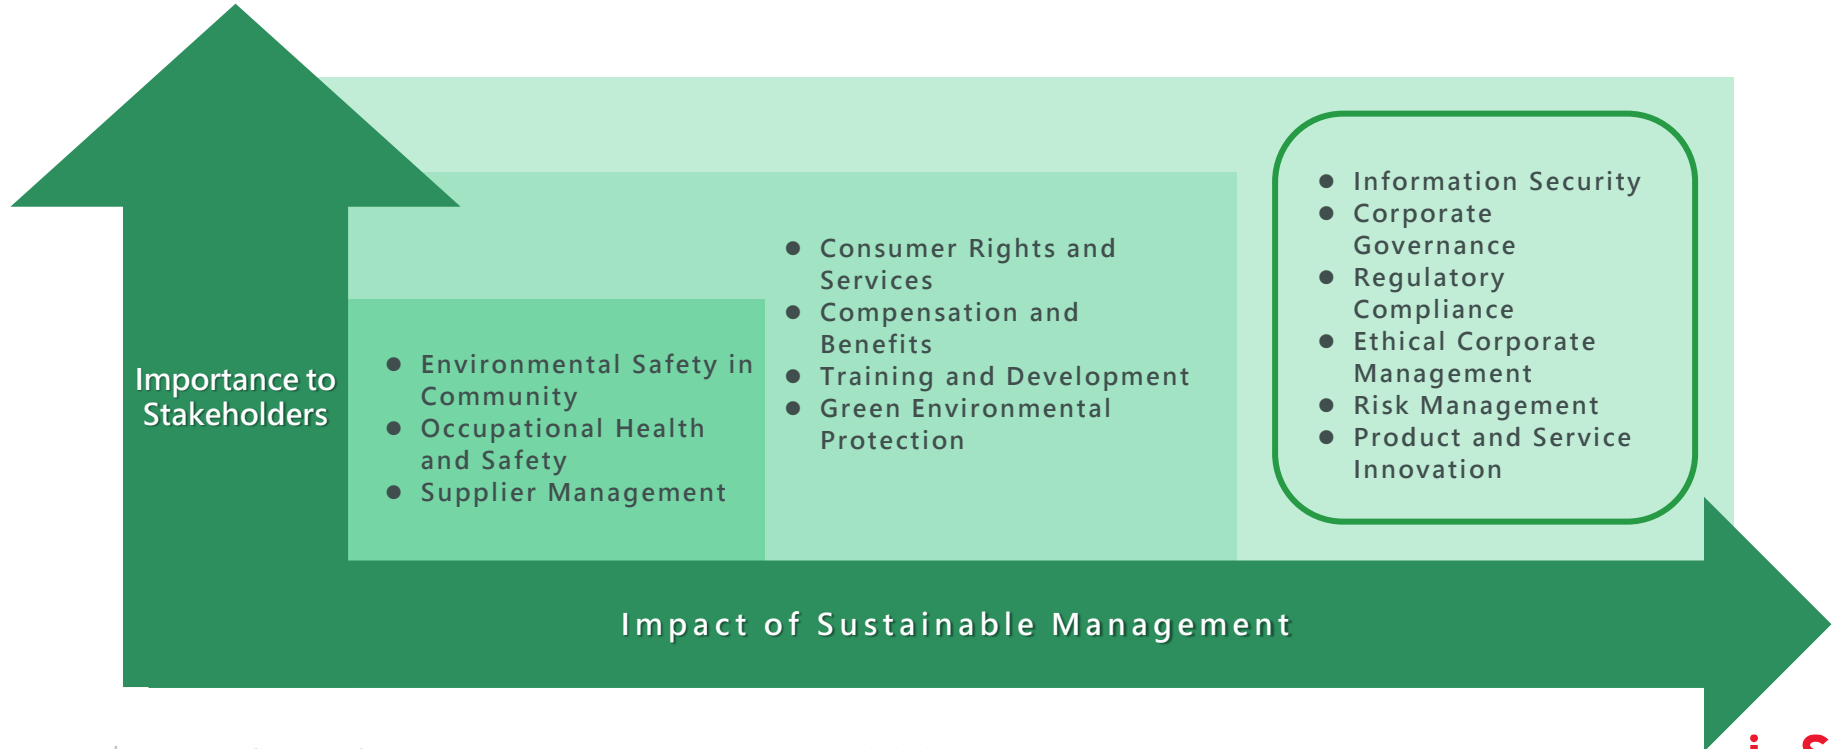 Importance to
Stakeholders
● Environmental Safety in
Community
● Occupational Health
and Safety
● Supplier Management
● Consumer Rights and
Services
● Compensation and
Benefits
● Training and Development
● Green Environmental
Protection
● Information Security
● Corporate
Governance
● Regulatory
Compliance
● Ethical Corporate
Management
● Risk Management
● Product and Service
Innovation
Impact of Sustainable Management